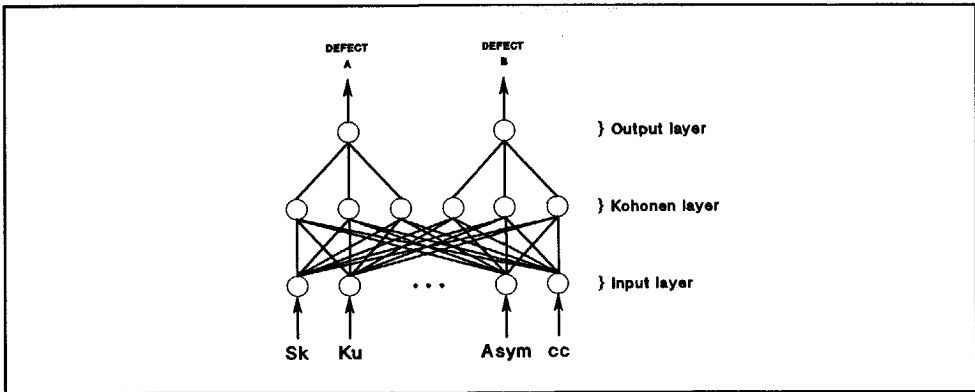 DEFECT
A
DEFECT
B
} Output layer
} Kohonen layer
} Input layer
. . .
Sk Ku Asym cc